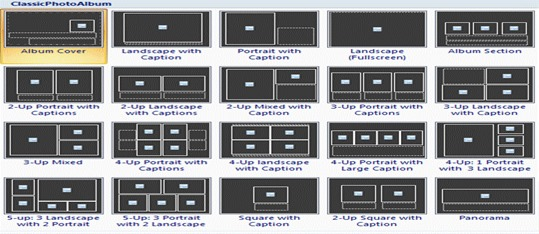 ClassicPhotoAlbum
Album Cover
Landscape with
Caption
Portrait with
Caption
Landscape
(Fullscreen)
Album Section
2-Up Portrait with
Captions
2-Up Landscape with
Captions
2-Up Mixed with
Caption
3-Up Portrait with
Captions
3-Up Landscape with
Caption
3-Up Mixed
4-Up Portrait with
Captions
4-Up landscape
with Caption
4-Up Portrait with
Large Caption
4-Up: 1 Portrait
with 3 Landscape
5-up: 3 Landscape
with 2 Portrait
5-Up: 3 Portrait
with 2 Landscape
Square with
Caption
2-Up Square with
Caption
Panorama